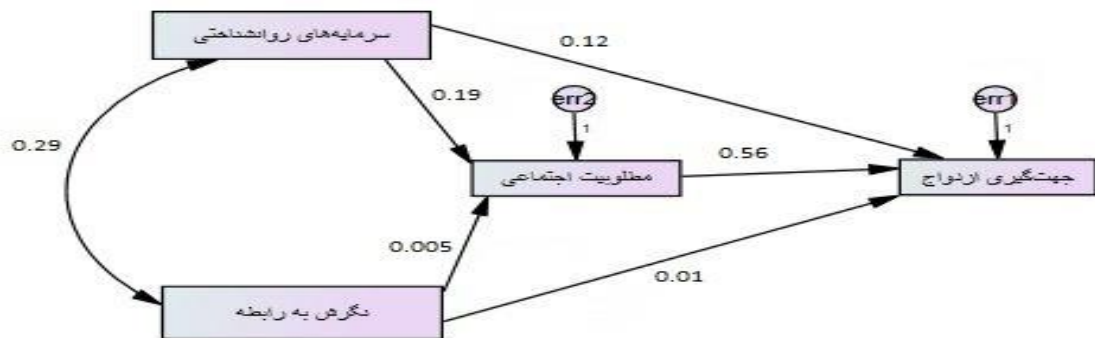 سرمایه‌های روانشناختی
0.12
0.19
err2
err1
0.29
1
1
0.56
مطلوبیت اجتماعی
جهت‌گیری ازدواج
0.005
0.01
نگرش به رابطه